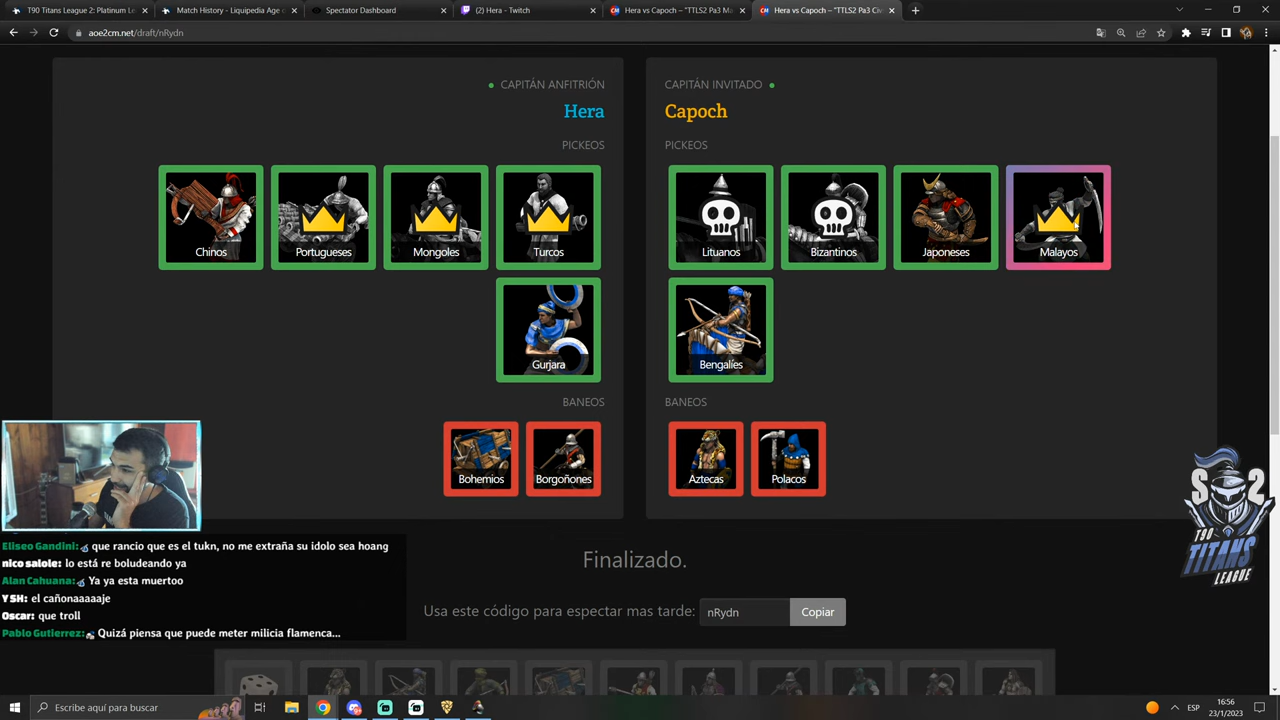 T90 Titans League 2: Platinum Le
Match History - Liquipedia Age o
Spectator Dashboard
(2) Hera - Twitch
Hera vs Capoch – "TTLS2 Pa3 Ma
Hera vs Capoch – "TTLS2 Pa3 Civ
aoe2cm.net/draft/nRydn
CAPITÁN ANFITRIÓN
CAPITÁN INVITADO
Hera
Capoch
PICKEOS
PICKEOS
Chinos
Portugueses
Mongoles
Turcos
Lituanos
Bizantinos
Japoneses
Malayos
Gurjara
Bengalíes
BANEOS
BANEOS
Bohemios
Borgoñones
Aztecas
Polacos
S2
T90
TITANS
LEAGUE
Eliseo Gandini: que rancio que es el tukn, no me extraña su idolo sea hoang
nico salole: lo está re boludeando ya
Alan Cahuana: Ya ya esta muertoo
Y SH: el cañonaaaaaje
Oscar: que troll
Pablo Gutierrez: Quizá piensa que puede meter milicia flamenca...
Finalizado.
Usa este código para espectar mas tarde:
nRydn
Copiar
Escribe aquí para buscar
ESP
16:56
23/1/2023